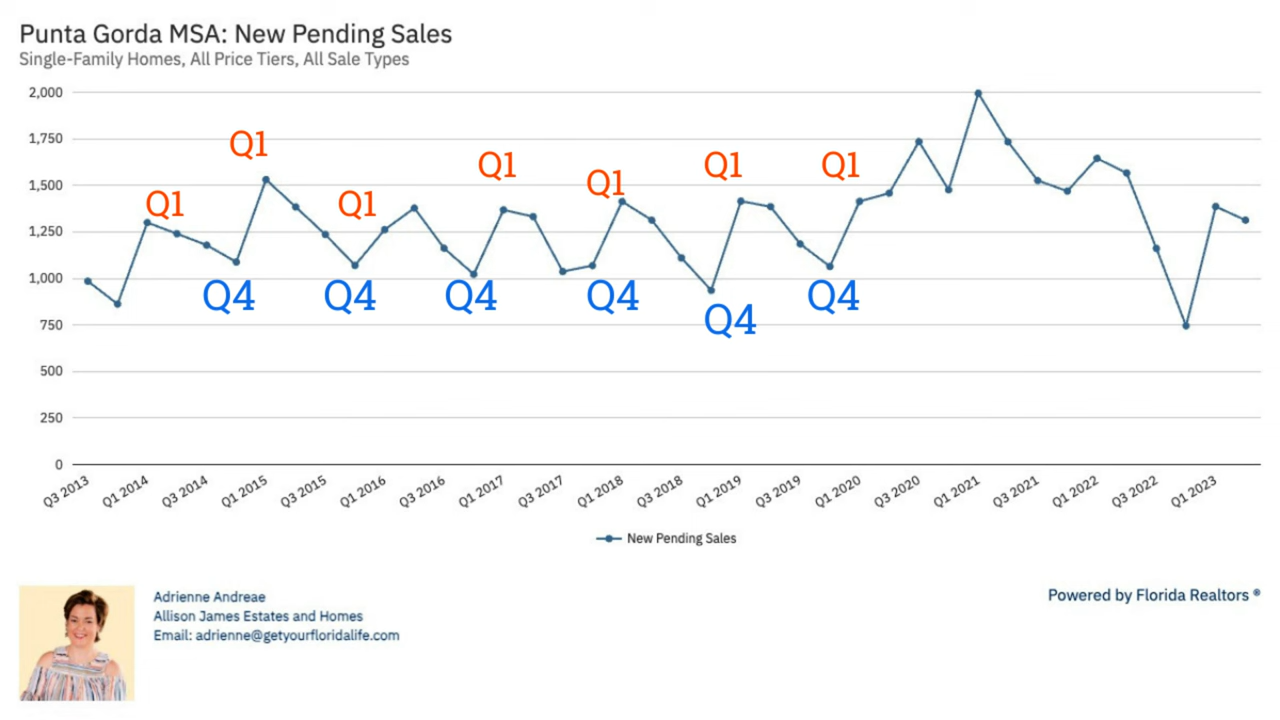 Punta Gorda MSA: New Pending Sales
Single-Family Homes, All Price Tiers, All Sale Types
2,000
1,750
1,500
1,250
1,000
750
500
250
0
Q1
Q1
Q1
Q1
Q1
Q1
Q1
Q4
Q4
Q4
Q4
Q4
Q4
Q3 2013
Q1 2014
Q3 2014
Q1 2015
Q3 2015
Q1 2016
Q3 2016
Q1 2017
Q3 2017
Q1 2018
Q3 2018
Q1 2019
Q3 2019
Q1 2020
Q3 2020
Q1 2021
Q3 2021
Q1 2022
Q3 2022
Q1 2023
New Pending Sales
Adrienne Andreae
Allison James Estates and Homes
Email: adrienne@getyourfloridalife.com
Powered by Florida Realtors ®